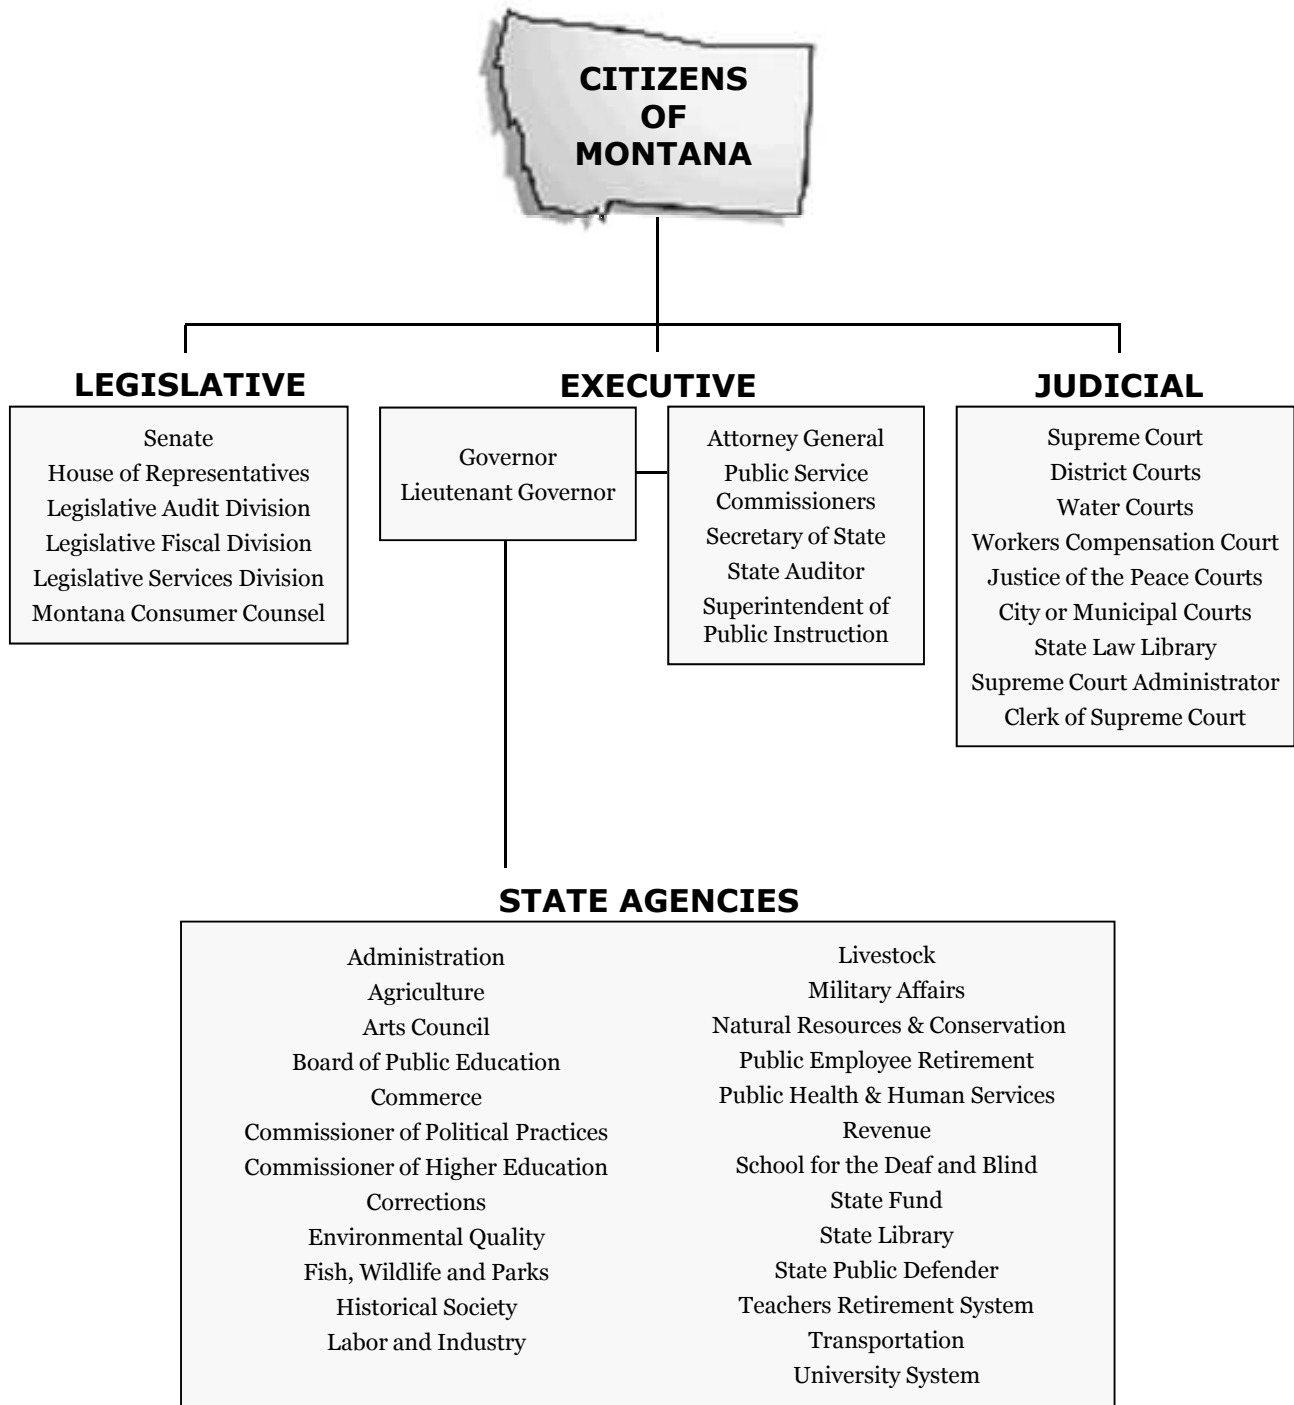 CITIZENS
OF
MONTANA
LEGISLATIVE
Senate
House of Representatives
Legislative Audit Division
Legislative Fiscal Division
Legislative Services Division
Montana Consumer Counsel
EXECUTIVE
Governor
Lieutenant Governor
Attorney General
Public Service
Commissioners
Secretary of State
State Auditor
Superintendent of
Public Instruction
JUDICIAL
Supreme Court
District Courts
Water Courts
Workers Compensation Court
Justice of the Peace Courts
City or Municipal Courts
State Law Library
Supreme Court Administrator
Clerk of Supreme Court
STATE AGENCIES
Administration
Agriculture
Arts Council
Board of Public Education
Commerce
Commissioner of Political Practices
Commissioner of Higher Education
Corrections
Environmental Quality
Fish, Wildlife and Parks
Historical Society
Labor and Industry
Livestock
Military Affairs
Natural Resources & Conservation
Public Employee Retirement
Public Health & Human Services
Revenue
School for the Deaf and Blind
State Fund
State Library
State Public Defender
Teachers Retirement System
Transportation
University System